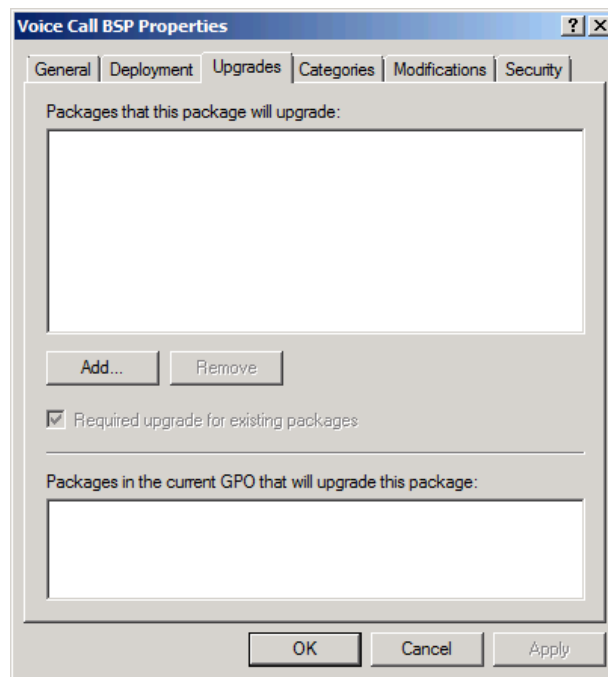 Voice Call BSP Properties
General Deployment Upgrades Categories Modifications Security
Packages that this package will upgrade:
Add... Remove
Required upgrade for existing packages
Packages in the current GPO that will upgrade this package:
OK Cancel Apply